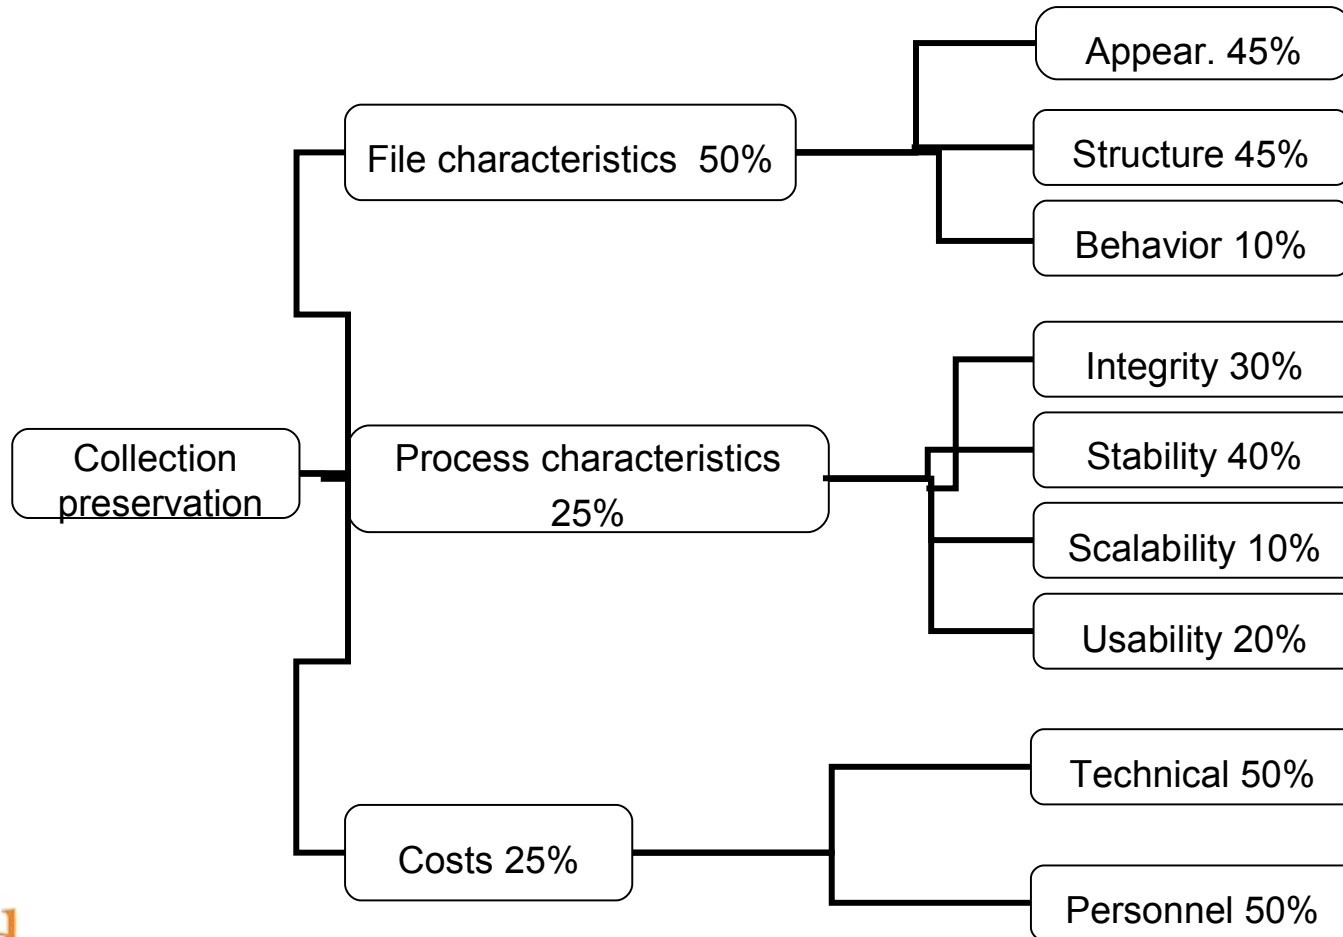 Appear. 45%
File characteristics  50%
Structure 45%
Behavior 10%
Integrity 30%
Collection
preservation
Process characteristics
25%
Stability 40%
Scalability 10%
Usability 20%
Technical 50%
Costs 25%
Personnel 50%